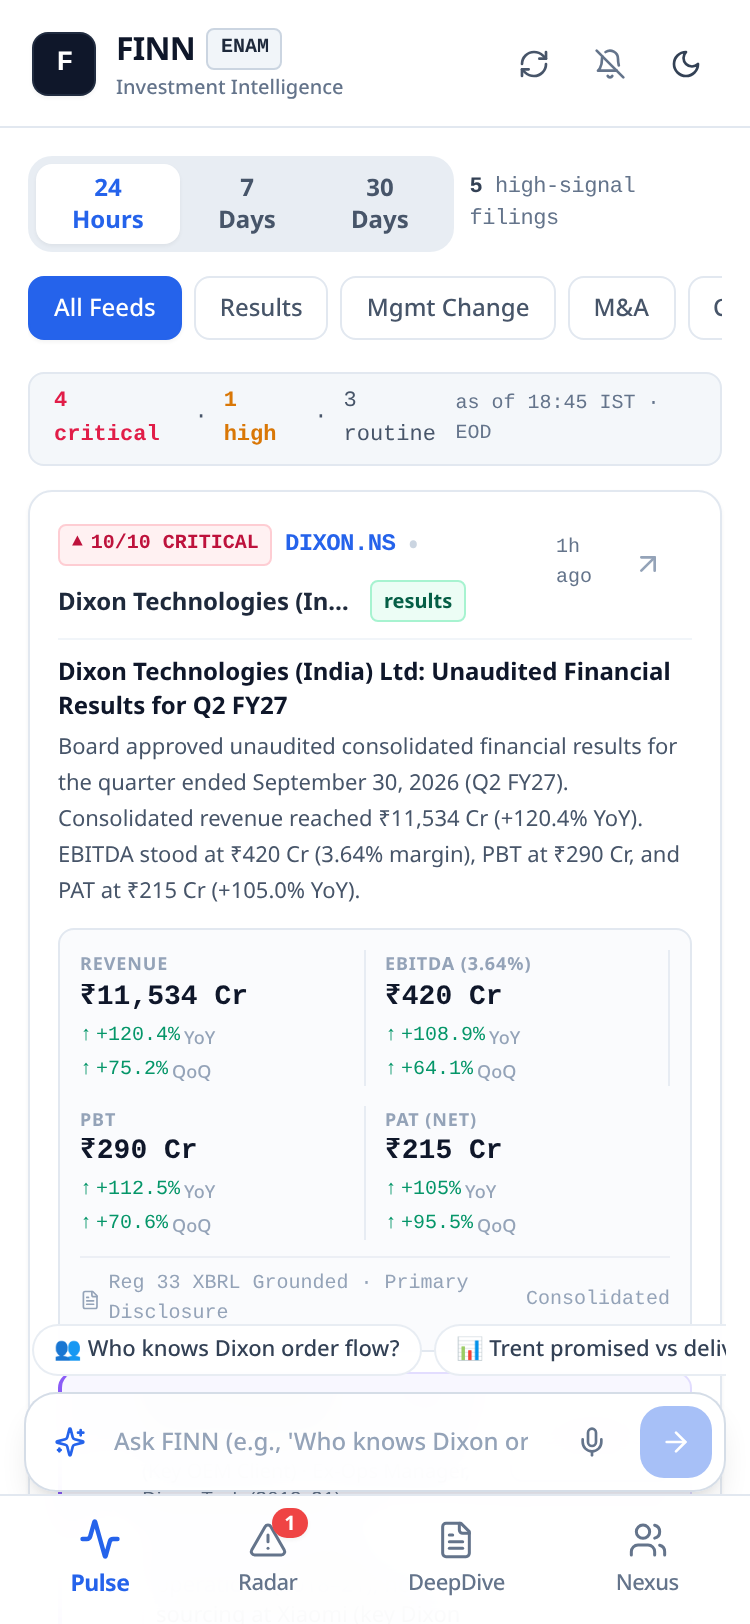 F
FINN
ENAM
Investment Intelligence
24 Hours
7 Days
30 Days
5 high-signal filings
All Feeds
Results
Mgmt Change
M&A
4 critical · 1 high · 3 routine
as of 18:45 IST · EOD
▲ 10/10 CRITICAL
DIXON.NS
1h ago
Dixon Technologies (In...
results
Dixon Technologies (India) Ltd: Unaudited Financial
Results for Q2 FY27
Board approved unaudited consolidated financial results for
the quarter ended September 30, 2026 (Q2 FY27).
Consolidated revenue reached ₹11,534 Cr (+120.4% YoY).
EBITDA stood at ₹420 Cr (3.64% margin), PBT at ₹290 Cr, and
PAT at ₹215 Cr (+105.0% YoY).
REVENUE
₹11,534 Cr
↑ +120.4% YoY
↑ +75.2% QoQ
EBITDA (3.64%)
₹420 Cr
↑ +108.9% YoY
↑ +64.1% QoQ
PBT
₹290 Cr
↑ +112.5% YoY
↑ +70.6% QoQ
PAT (NET)
₹215 Cr
↑ +105% YoY
↑ +95.5% QoQ
Reg 33 XBRL Grounded · Primary
Disclosure
Consolidated
👥 Who knows Dixon order flow?
📊 Trent promised vs deliv
Ask FINN (e.g., 'Who knows Dixon or
Pulse
1
Radar
DeepDive
Nexus